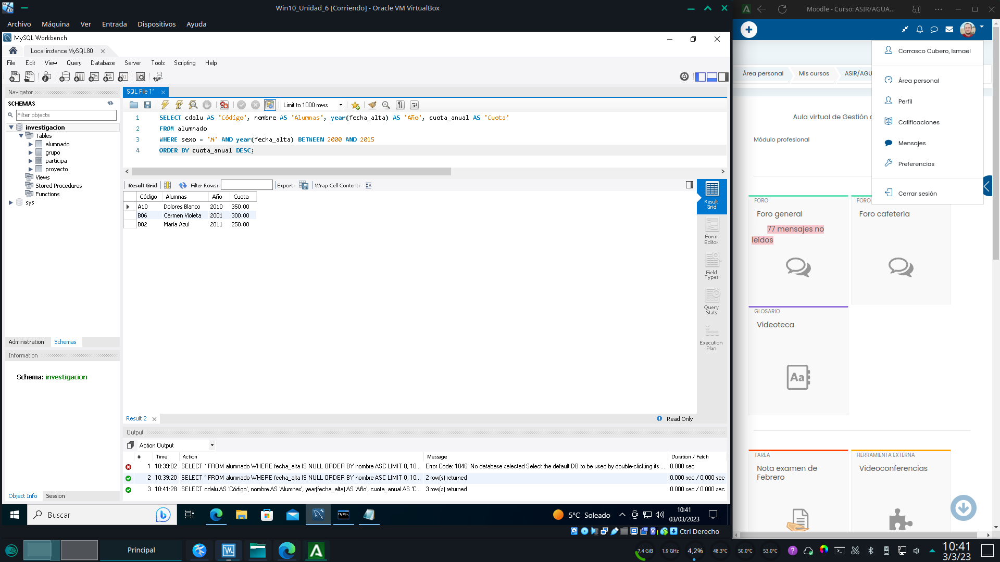 Win10_Unidad_6 [Corriendo] - Oracle VM VirtualBox
Archivo Máquina Ver Entrada Dispositivos Ayuda
MySQL Workbench
Local instance MySQL80
File Edit View Query Database Server Tools Scripting Help
Navigator
SCHEMAS
Filter objects
investigacion
Tables
alumnado
grupo
participa
proyecto
Views
Stored Procedures
Functions
sys
Administration Schemas
Information
Schema: investigacion
Object Info Session
SQL File 1*
Limit to 1000 rows
1 SELECT cdalu AS 'Código', nombre AS 'Alumnas', year(fecha_alta) AS 'Año', cuota_anual AS 'Cuota'
2 FROM alumnado
3 WHERE sexo = 'M' AND year(fecha_alta) BETWEEN 2000 AND 2015
4 ORDER BY cuota_anual DESC;
Result Grid Filter Rows: Export: Wrap Cell Content:
Código Alumnas Año Cuota
A10 Dolores Blanco 2010 350.00
B06 Carmen Violeta 2001 300.00
B02 María Azul 2011 250.00
Result
Grid
Form
Editor
Field
Types
Query
Stats
Execution
Plan
Result 2 Read Only
Output
Action Output
# Time Action Message Duration / Fetch
1 10:39:02 SELECT * FROM alumnado WHERE fecha_alta IS NULL ORDER BY nombre ASC LIMIT 0, 10... Error Code: 1046. No database selected Select the default DB to be used by double-clicking its ... 0.000 sec
2 10:39:20 SELECT * FROM alumnado WHERE fecha_alta IS NULL ORDER BY nombre ASC LIMIT 0, 10... 2 row(s) returned 0.000 sec / 0.000 sec
3 10:41:28 SELECT cdalu AS 'Código', nombre AS 'Alumnas', year(fecha_alta) AS 'Año', cuota_anual AS 'C... 3 row(s) returned 0.000 sec / 0.000 sec
Buscar
5°C Soleado
10:41
03/03/2023
Ctrl Derecho
Moodle - Curso: ASIR/AGUA...
Carrasco Cubero, Ismael
Área personal
Perfil
Calificaciones
Mensajes
Preferencias
Cerrar sesión
Área personal Mis cursos ASIR/AGU
Aula virtual de Gestión
Módulo profesional
FORO
Foro general
77 mensajes no
leídos
FORO
Foro cafetería
GLOSARIO
Videoteca
Aa
TAREA
Nota examen de
Febrero
HERRAMIENTA EXTERNA
Videoconferencias
Principal
7,4 GiB 1,9 GHz 4,2% 48,3°C 50,0°C 53,0°C
10:41
3/3/23